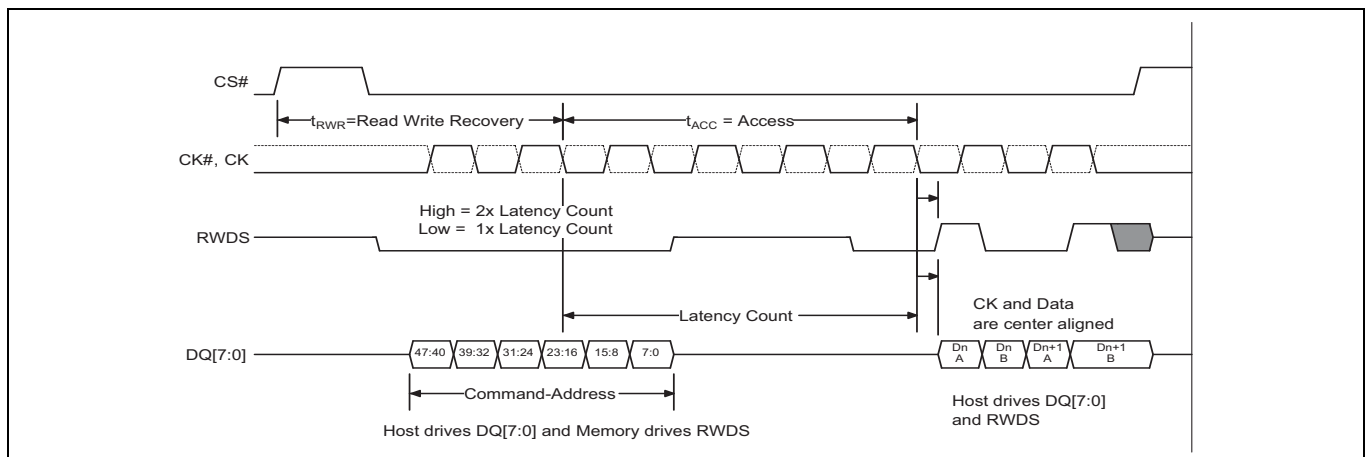 CS#
tRWR=Read Write Recovery
tACC = Access
CK#, CK
High = 2x Latency Count
Low = 1x Latency Count
RWDS
Latency Count
CK and Data
are center aligned
DQ[7:0]
47:40 39:32 31:24 23:16 15:8 7:0
Dn A
Dn B
Dn+1 A
Dn+1 B
Command-Address
Host drives DQ[7:0]
and RWDS
Host drives DQ[7:0] and Memory drives RWDS